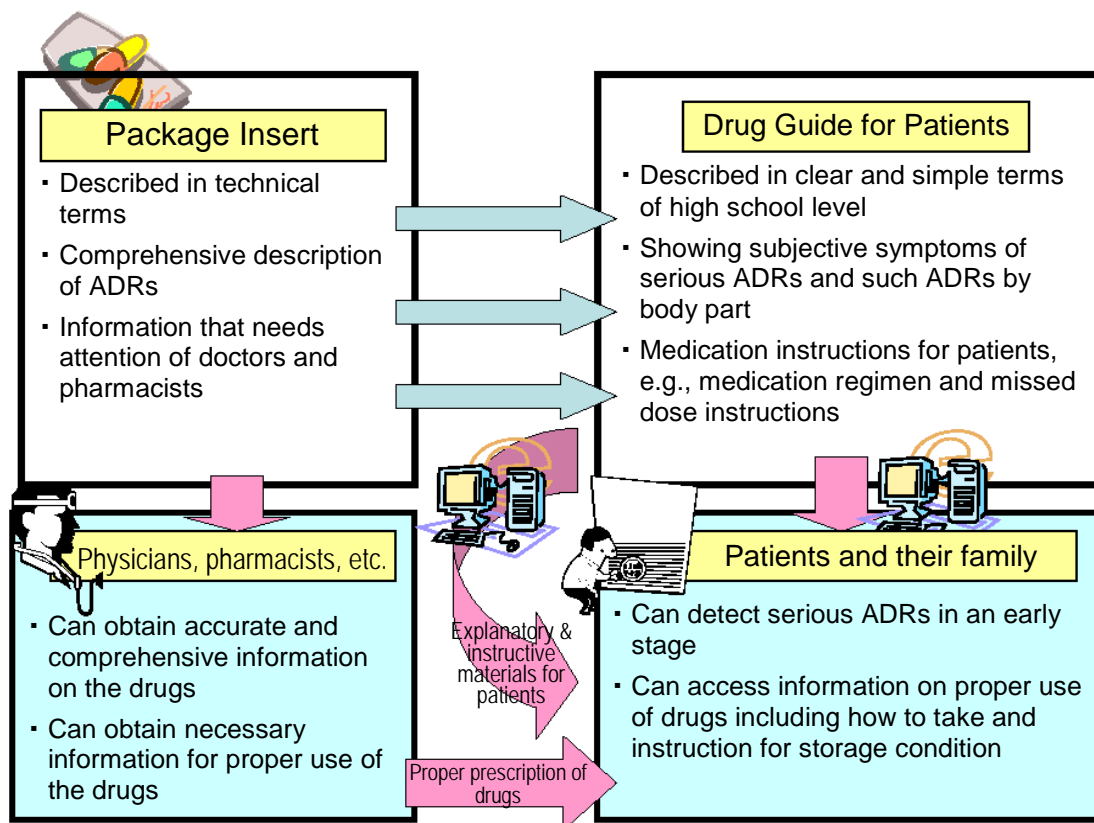 Package Insert
· Described in technical
terms
· Comprehensive description
of ADRs
· Information that needs
attention of doctors and
pharmacists
Drug Guide for Patients
· Described in clear and simple terms
of high school level
· Showing subjective symptoms of
serious ADRs and such ADRs by
body part
· Medication instructions for patients,
e.g., medication regimen and missed
dose instructions
Physicians, pharmacists, etc.
· Can obtain accurate and
comprehensive information
on the drugs
· Can obtain necessary
information for proper use of
the drugs
Explanatory &
instructive
materials for
patients
Proper prescription of
drugs
Patients and their family
· Can detect serious ADRs in an early
stage
· Can access information on proper use
of drugs including how to take and
instruction for storage condition